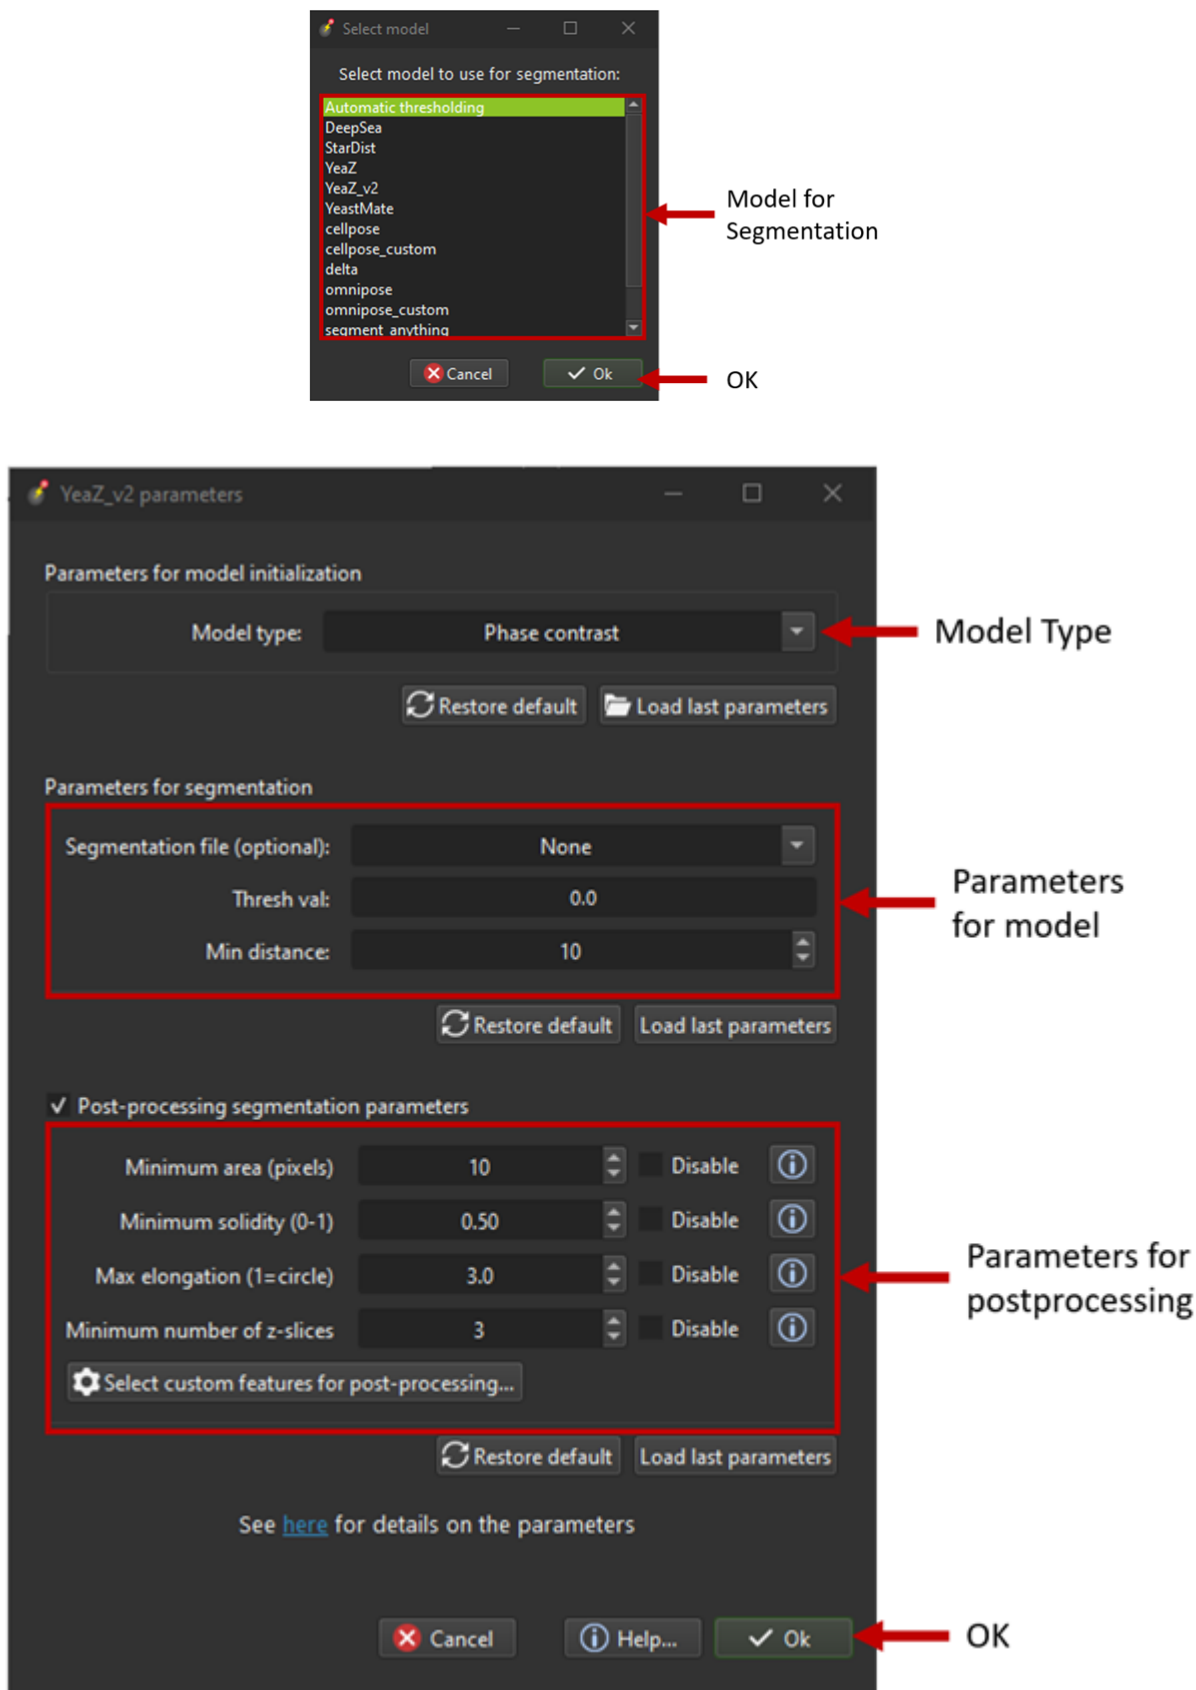 Select model
Select model to use for segmentation:
Automatic thresholding
DeepSea
StarDist
YeaZ
YeaZ_v2
YeastMate
cellpose
cellpose_custom
delta
omnipose
omnipose_custom
segment_anything
Model for
Segmentation
Cancel
Ok
OK
YeaZ_v2 parameters
Parameters for model initialization
Model type: Phase contrast
Model Type
Restore default Load last parameters
Parameters for segmentation
Segmentation file (optional): None
Thresh val: 0.0
Min distance: 10
Parameters
for model
Restore default Load last parameters
Post-processing segmentation parameters
Minimum area (pixels) 10 Disable
Minimum solidity (0-1) 0.50 Disable
Max elongation (1=circle) 3.0 Disable
Minimum number of z-slices 3 Disable
Select custom features for post-processing...
Parameters for
postprocessing
Restore default Load last parameters
See here for details on the parameters
Cancel Help... Ok
OK